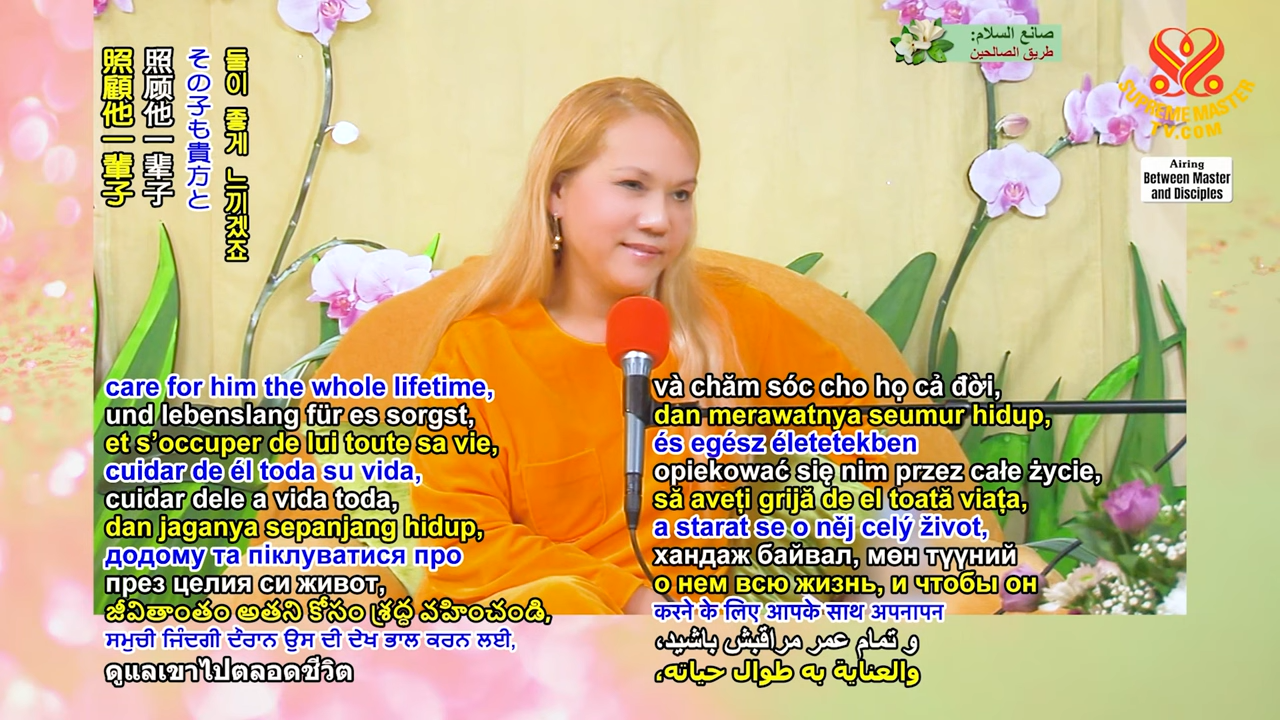 둘이 좋게 느끼겠죠
その子も貴方と
照顾他一辈子
照顧他一輩子
صانع السلام:
طريق الصالحين
SUPREME MASTER
TV.COM
Airing
Between Master
and Disciples
care for him the whole lifetime,
und lebenslang für es sorgst,
et s’occuper de lui toute sa vie,
cuidar de él toda su vida,
cuidar dele a vida toda,
dan jaganya sepanjang hidup,
додому та піклуватися про
през целия си живот,
జీవితాంతం అతని కోసం శ్రద్ధ వహించండి,
ਸਮੁਚੀ ਜਿੰਦਗੀ ਦੌਰਾਨ ਉਸ ਦੀ ਦੇਖ ਭਾਲ ਕਰਨ ਲਈ,
ดูแลเขาไปตลอดชีวิต
và chăm sóc cho họ cả đời,
dan merawatnya seumur hidup,
és egész életetekben
opiekować się nim przez całe życie,
să aveți grijă de el toată viața,
a starat se o něj celý život,
хандаж байвал, мөн түүний
о нем всю жизнь, и чтобы он
करने के लिए आपके साथ अपनापन
و تمام عمر مراقبش باشید،
والعناية به طوال حياته،